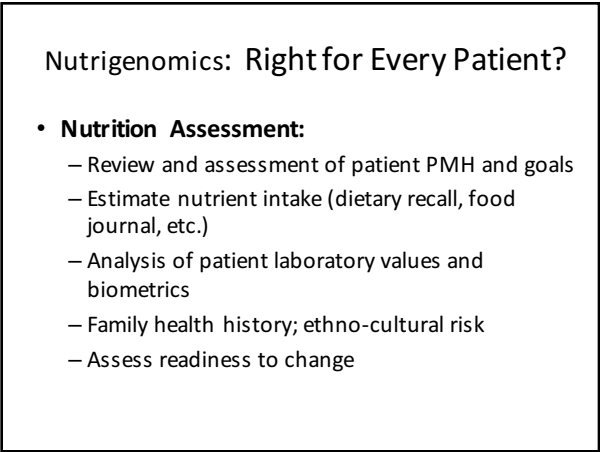 Nutrigenomics: Right for Every Patient?
• Nutrition Assessment:
– Review and assessment of patient PMH and goals
– Estimate nutrient intake (dietary recall, food
journal, etc.)
– Analysis of patient laboratory values and
biometrics
– Family health history; ethno-cultural risk
– Assess readiness to change